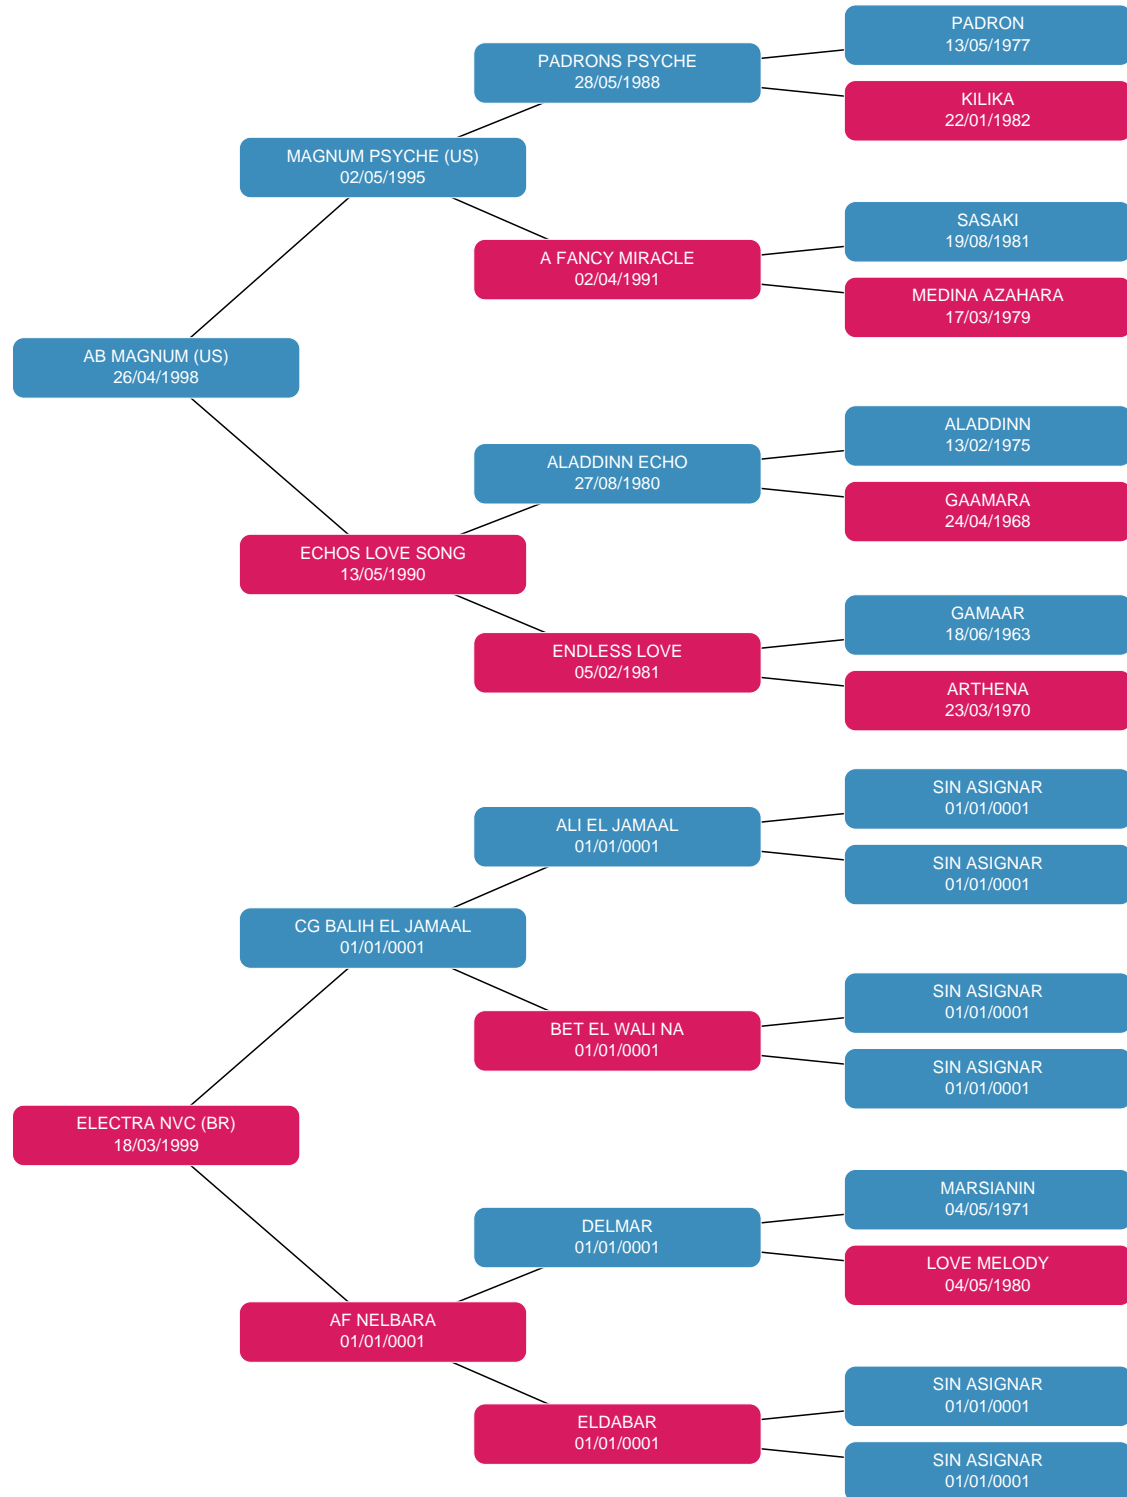 PADRON
13/05/1977
PADRONS PSYCHE
28/05/1988
KILIKA
22/01/1982
MAGNUM PSYCHE (US)
02/05/1995
SASAKI
19/08/1981
A FANCY MIRACLE
02/04/1991
MEDINA AZAHARA
17/03/1979
AB MAGNUM (US)
26/04/1998
ALADDINN
13/02/1975
ALADDINN ECHO
27/08/1980
GAAMARA
24/04/1968
ECHOS LOVE SONG
13/05/1990
GAMAAR
18/06/1963
ENDLESS LOVE
05/02/1981
ARTHENA
23/03/1970
SIN ASIGNAR
01/01/0001
ALI EL JAMAAL
01/01/0001
SIN ASIGNAR
01/01/0001
CG BALIH EL JAMAAL
01/01/0001
SIN ASIGNAR
01/01/0001
BET EL WALI NA
01/01/0001
SIN ASIGNAR
01/01/0001
ELECTRA NVC (BR)
18/03/1999
MARSIANIN
04/05/1971
DELMAR
01/01/0001
LOVE MELODY
04/05/1980
AF NELBARA
01/01/0001
SIN ASIGNAR
01/01/0001
ELDABAR
01/01/0001
SIN ASIGNAR
01/01/0001